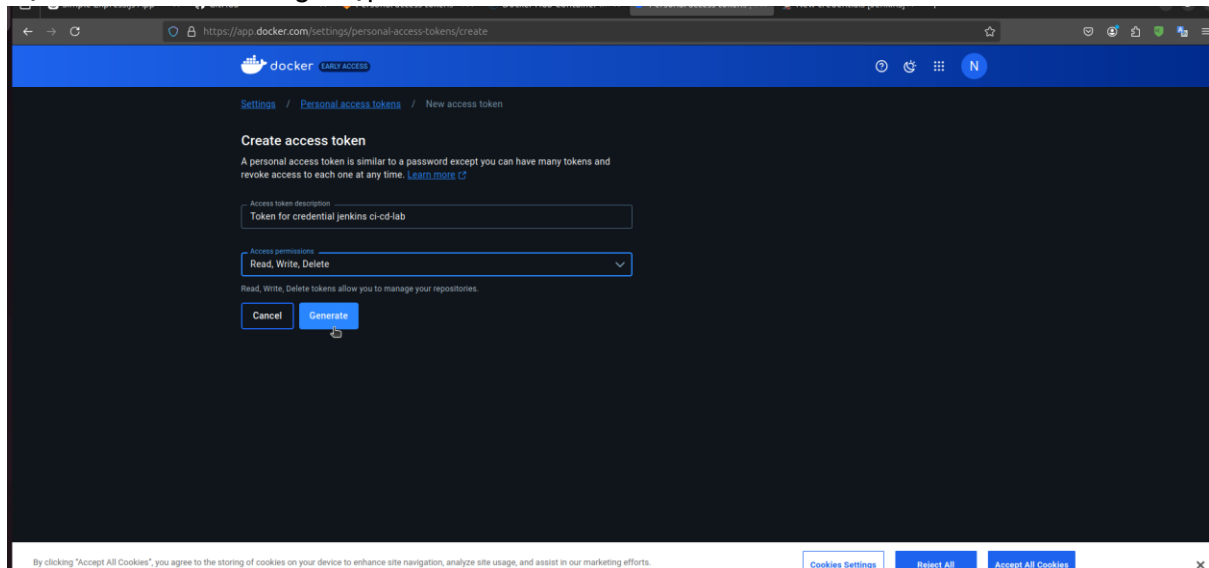 https://app.docker.com/settings/personal-access-tokens/create
docker EARLY ACCESS
N
Settings / Personal access tokens / New access token
Create access token
A personal access token is similar to a password except you can have many tokens and
revoke access to each one at any time. Learn more
Access token description
Token for credential jenkins ci-cd-lab
Access permissions
Read, Write, Delete
Read, Write, Delete tokens allow you to manage your repositories.
Cancel Generate
By clicking "Accept All Cookies", you agree to the storing of cookies on your device to enhance site navigation, analyze site usage, and assist in our marketing efforts.
Cookies Settings Reject All Accept All Cookies